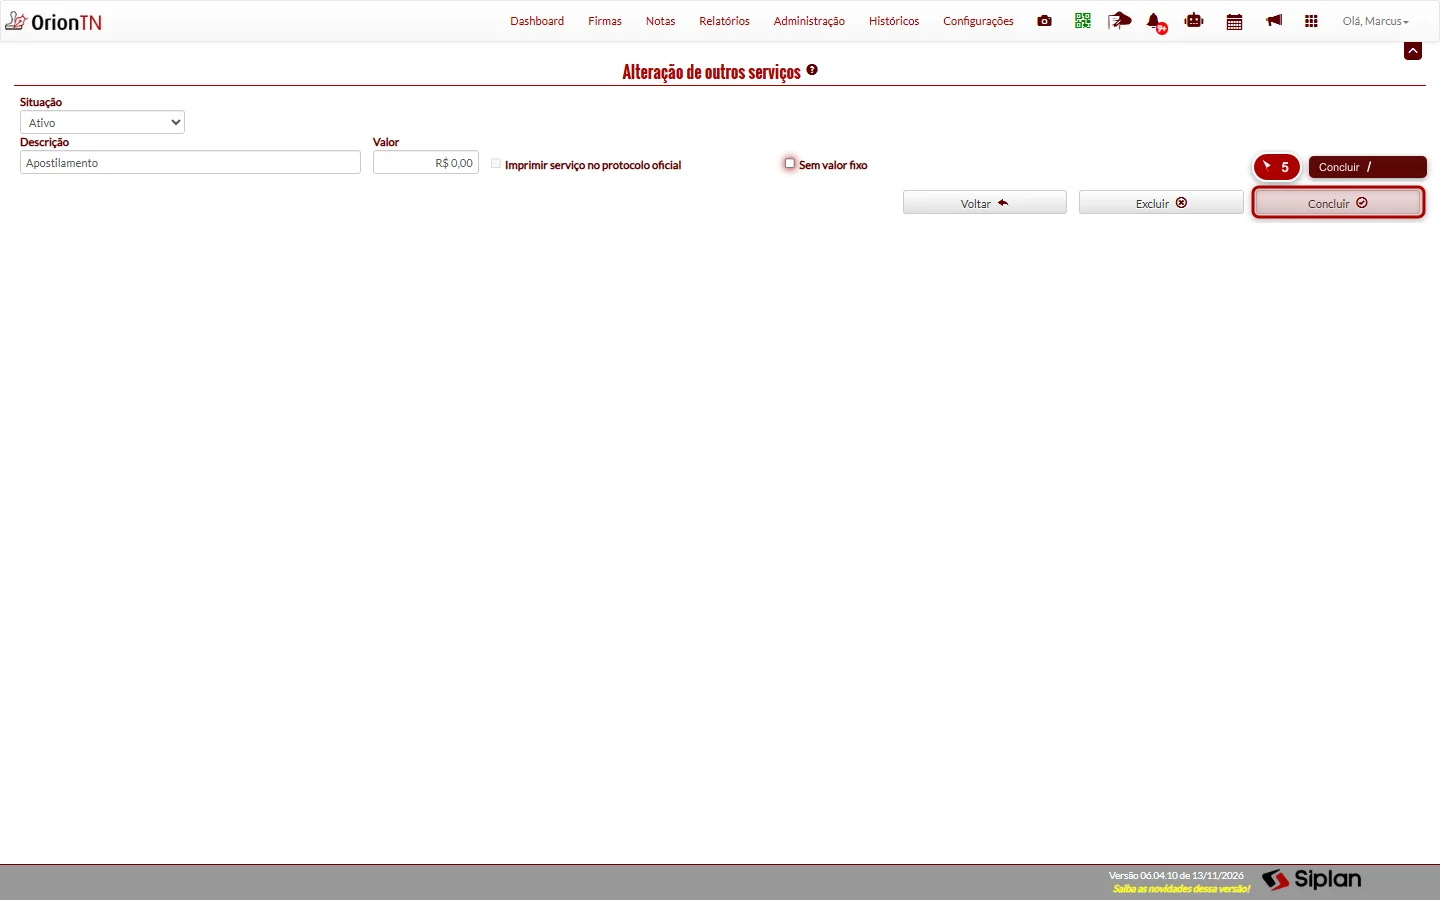 OrionTN
Dashboard Firmas Notas Relatórios Administração Históricos Configurações 9+ Olá, Marcus
Alteração de outros serviços ?
Situação
Ativo
Descrição Valor
Apostilamento R$ 0,00 Imprimir serviço no protocolo oficial Sem valor fixo 5 Concluir /
Voltar Excluir Concluir
Versão 06.04.10 de 13/11/2026
Saiba as novidades dessa versão!
Siplan